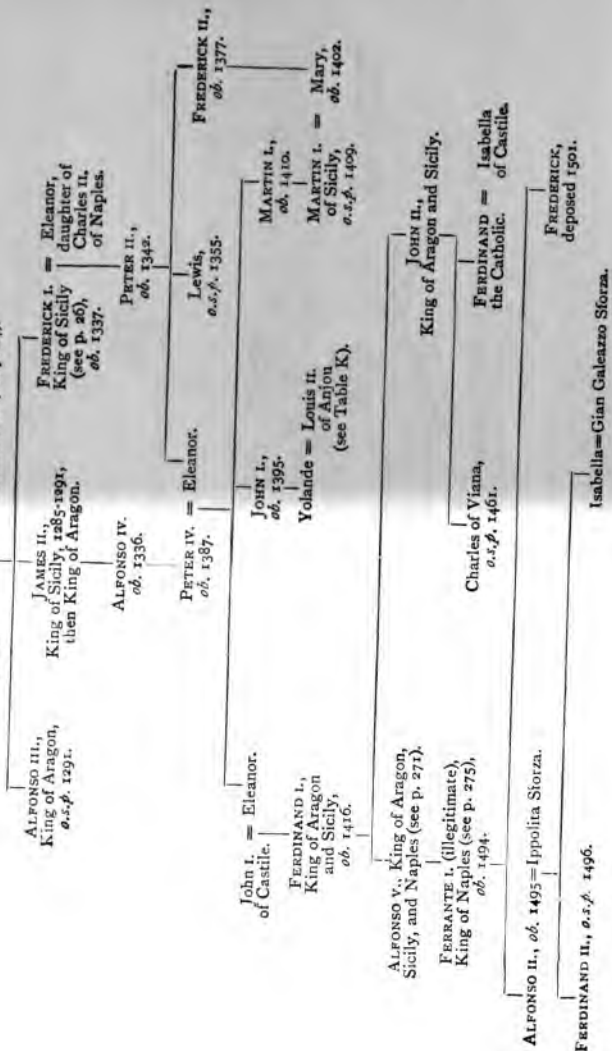 ALFONSO III.,
King of Aragon,
o.s.p. 1291.
JAMES II.,
King of Sicily, 1285-1291,
then King of Aragon.
FREDERICK I. = Eleanor,
King of Sicily daughter of
(see p. 26), Charles II.
ob. 1337. of Naples.
ALFONSO IV.
ob. 1336.
PETER II.,
ob. 1342.
PETER IV. = Eleanor.
ob. 1387.
Lewis,
o.s.p. 1355.
FREDERICK II.,
ob. 1377.
John I. = Eleanor.
of Castile.
JOHN I.,
ob. 1395.
MARTIN I.,
ob. 1410.
Yolande = Louis II.
of Anjou
(see Table K).
MARTIN I. = Mary,
of Sicily, ob. 1402.
o.s.p. 1409.
FERDINAND I.,
King of Aragon
and Sicily,
ob. 1416.
ALFONSO V., King of Aragon,
Sicily, and Naples (see p. 271).
JOHN II.,
King of Aragon and Sicily.
FERRANTE I. (illegitimate),
King of Naples (see p. 275),
ob. 1494.
Charles of Viana,
o.s.p. 1461.
FERDINAND = Isabella
the Catholic. of Castile.
ALFONSO II., ob. 1495=Ippolita Sforza.
FREDERICK,
deposed 1501.
FERDINAND II., o.s.p. 1496.
Isabella=Gian Galeazzo Sforza.